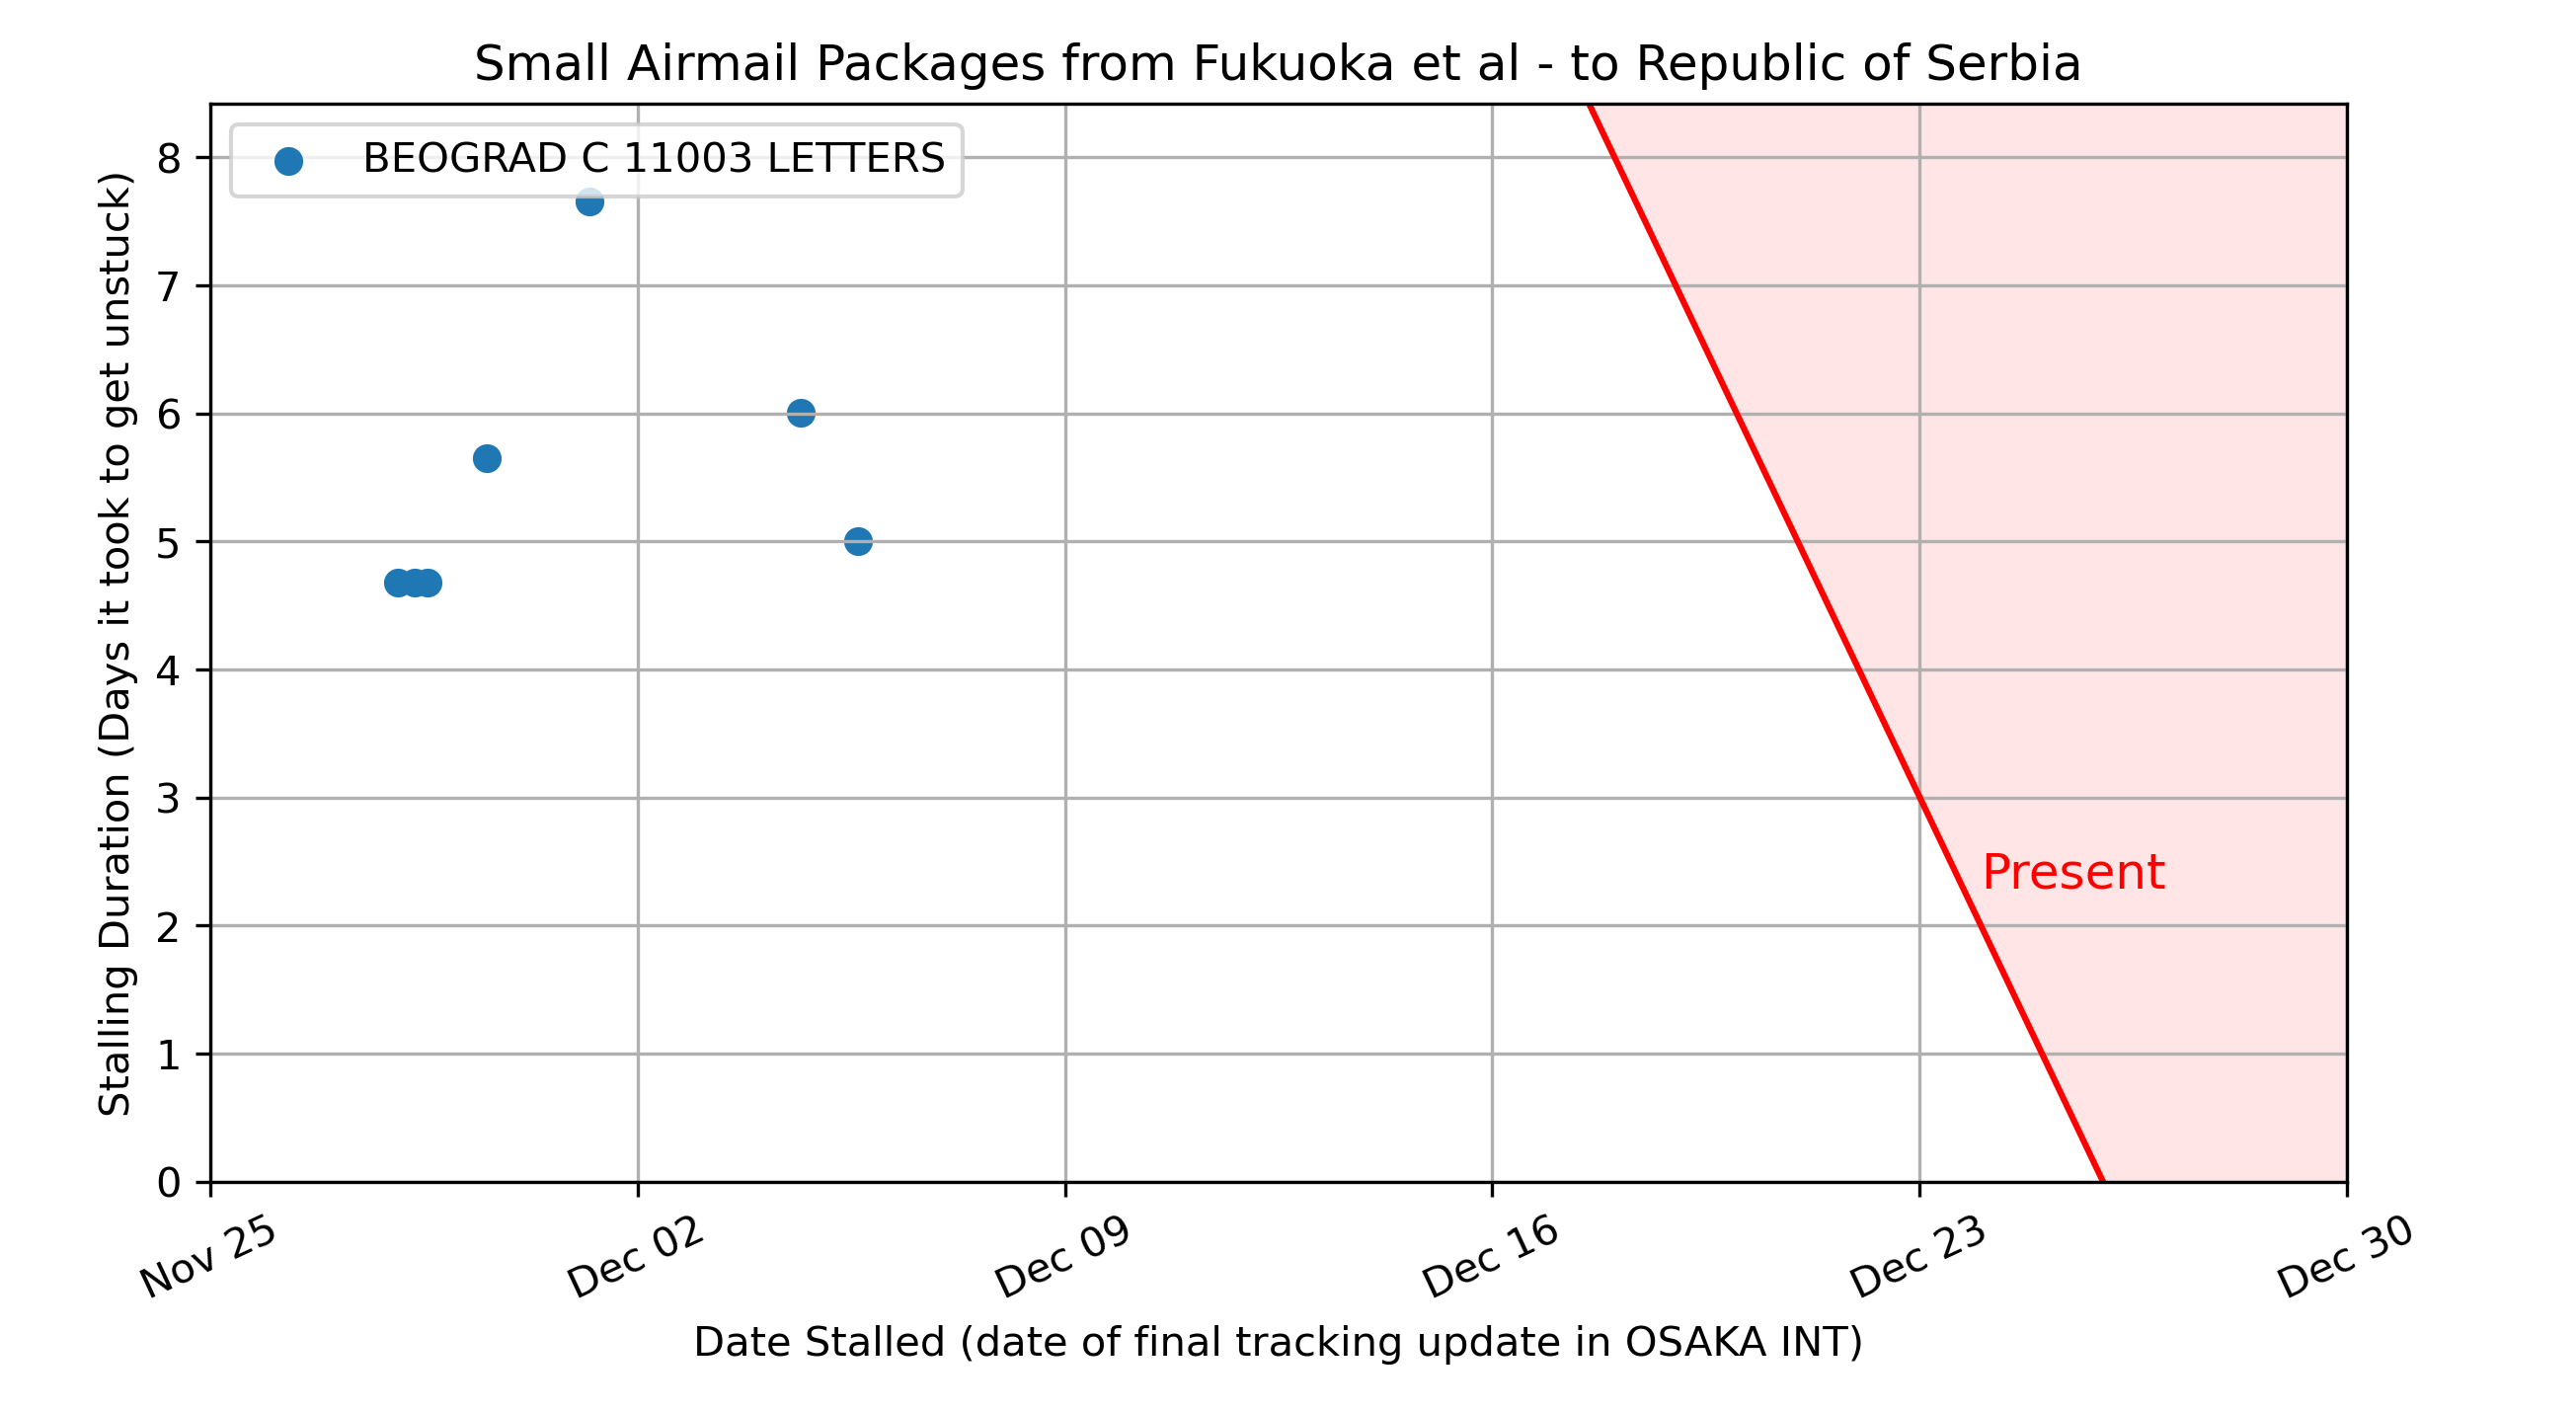 Small Airmail Packages from Fukuoka et al - to Republic of Serbia
BEOGRAD C 11003 LETTERS
Stalling Duration (Days it took to get unstuck)
8
7
6
5
4
3
2
1
0
Present
Nov 25
Dec 02
Dec 09
Dec 16
Dec 23
Dec 30
Date Stalled (date of final tracking update in OSAKA INT)